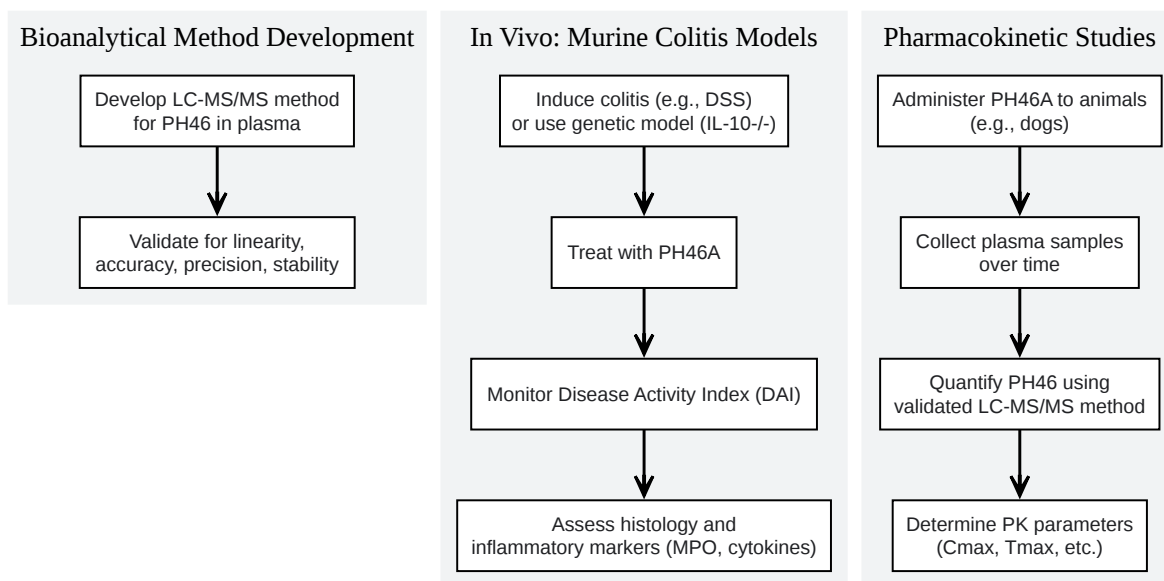 Bioanalytical Method Development
Develop LC-MS/MS method
for PH46 in plasma
Validate for linearity,
accuracy, precision, stability
In Vivo: Murine Colitis Models
Induce colitis (e.g., DSS)
or use genetic model (IL-10-/-)
Treat with PH46A
Monitor Disease Activity Index (DAI)
Assess histology and
inflammatory markers (MPO, cytokines)
Pharmacokinetic Studies
Administer PH46A to animals
(e.g., dogs)
Collect plasma samples
over time
Quantify PH46 using
validated LC-MS/MS method
Determine PK parameters
(Cmax, Tmax, etc.)